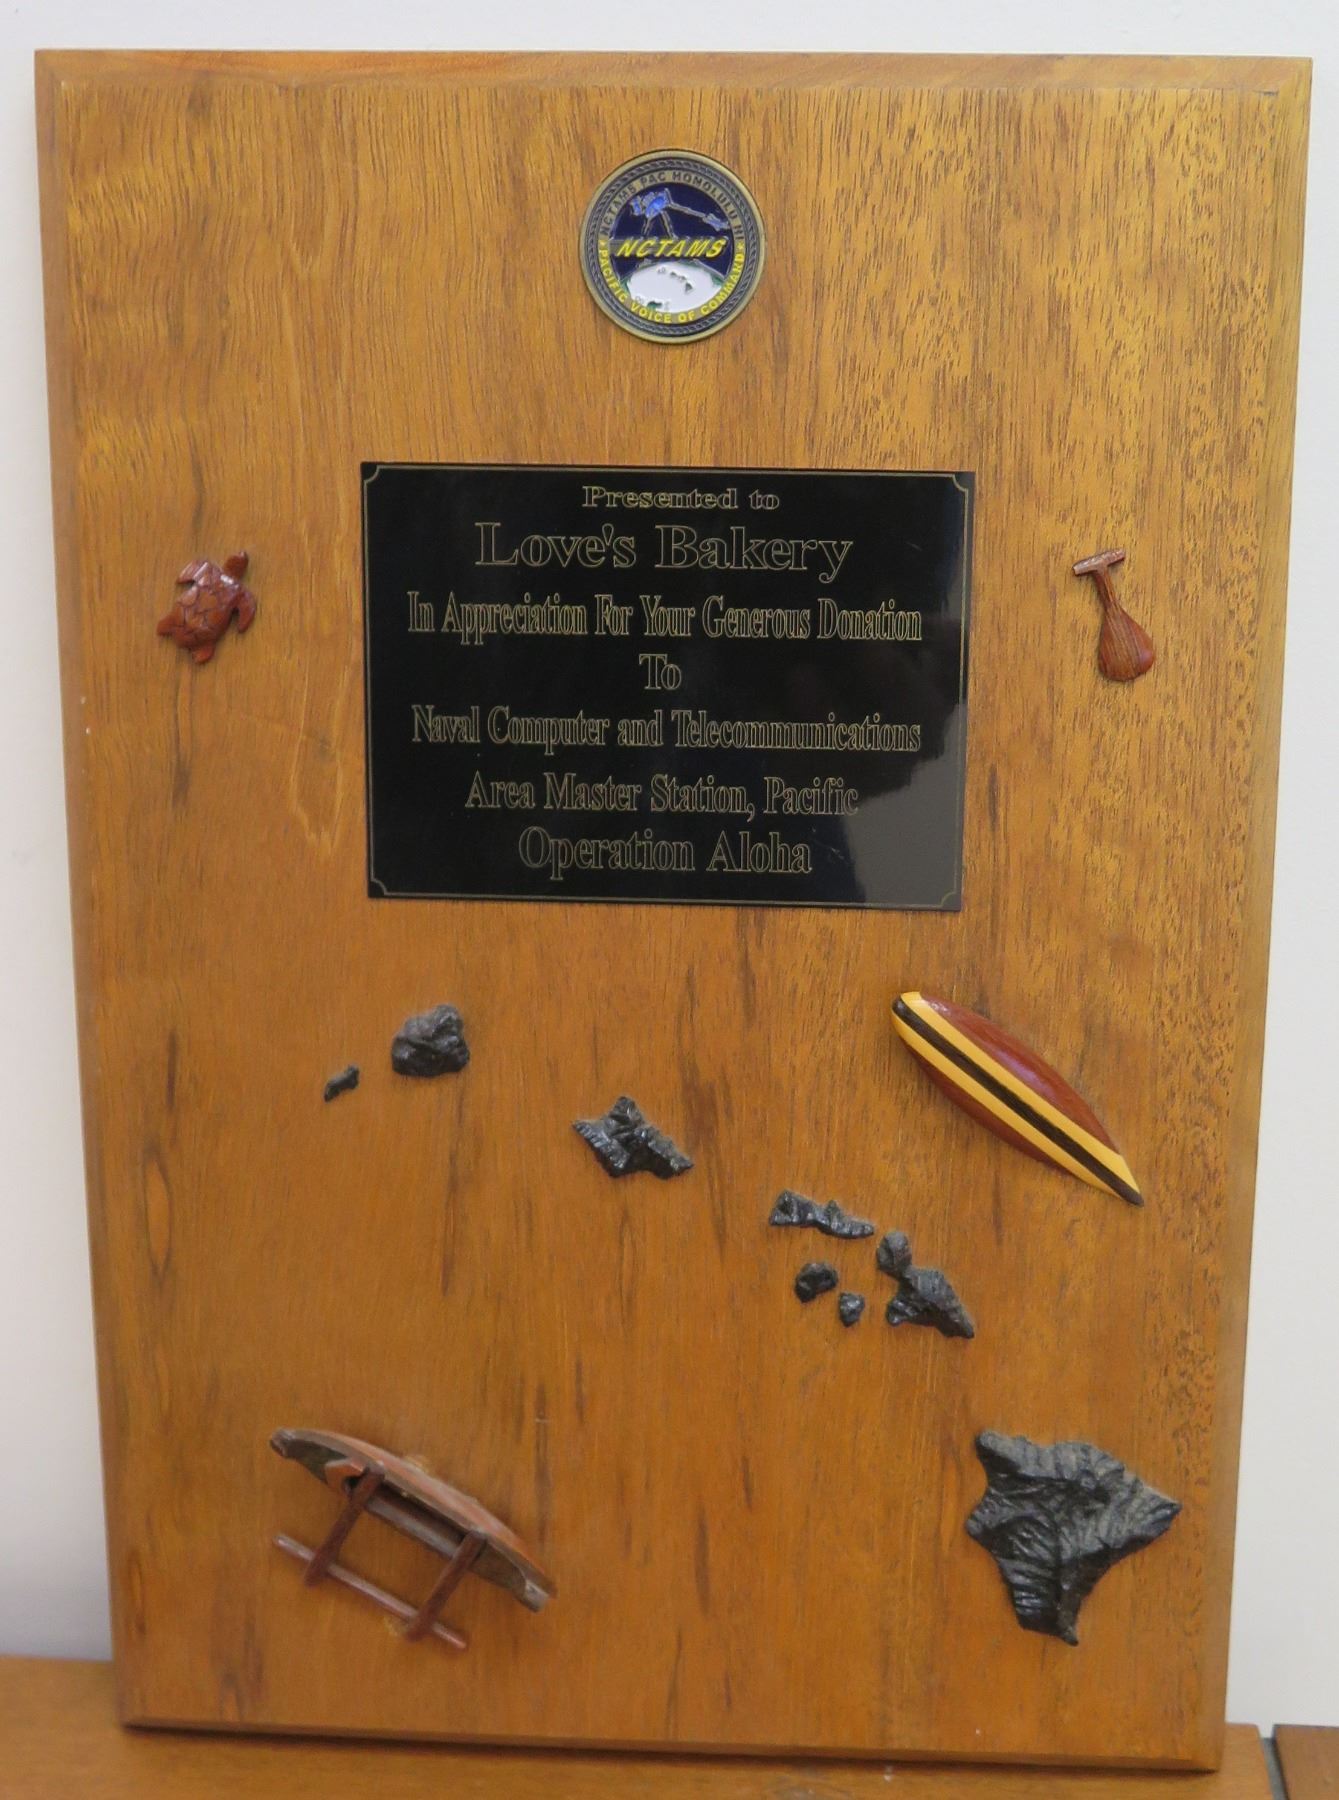 NCTAMS PAC HONOLULU HI
NCTAMS
PACIFIC VOICE OF COMMAND
Presented to
Love's Bakery
In Appreciation For Your Generous Donation
To
Naval Computer and Telecommunications
Area Master Station, Pacific
Operation Aloha